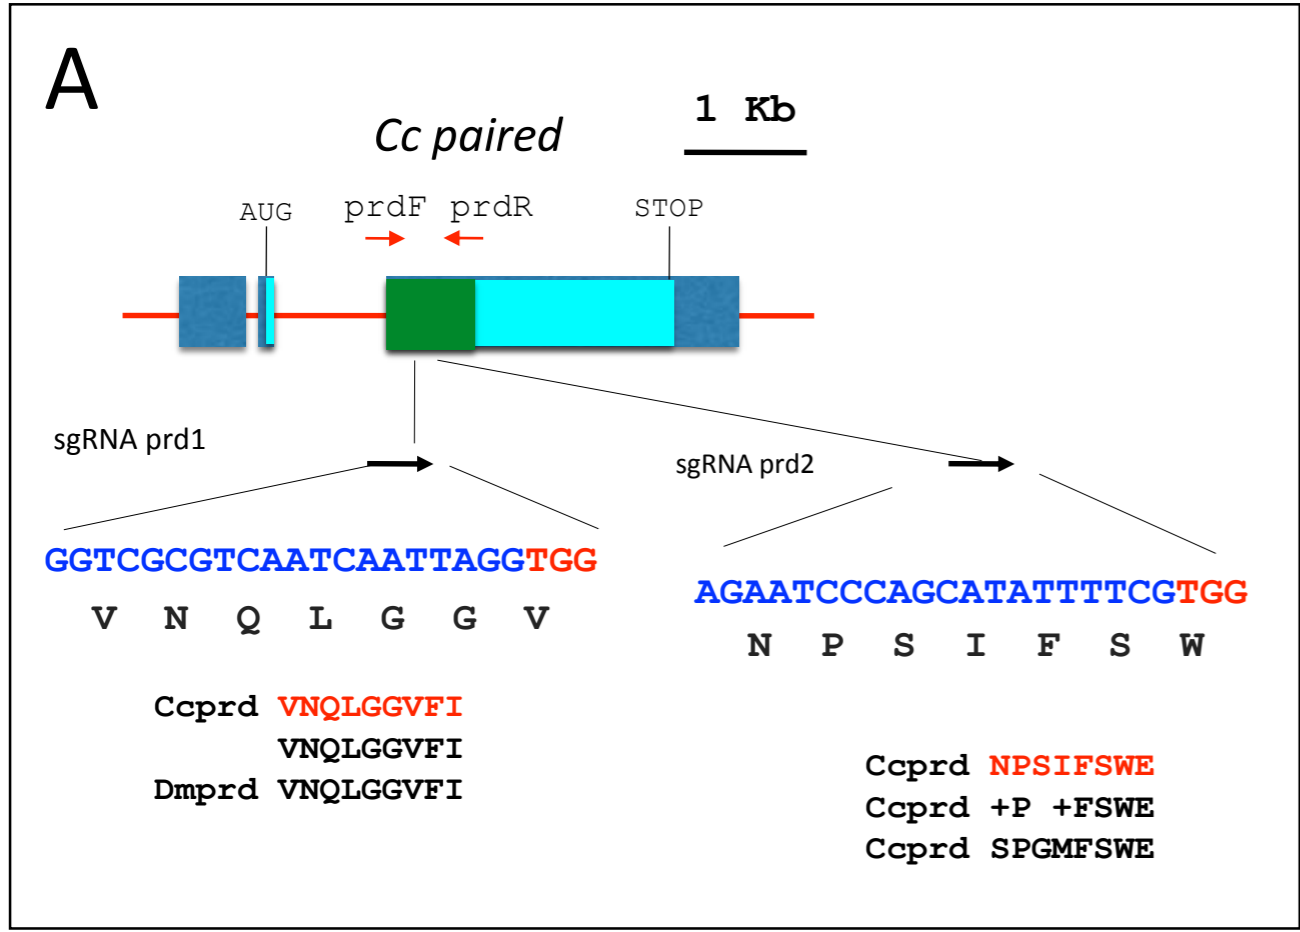 A
1 Kb
Cc paired
AUG prdF prdR STOP
sgRNA prd1
sgRNA prd2
GGTCGCGTCAATCAATTAGGTGG
V N Q L G G V
AGAATCCCAGCATATTTTCGTGG
N P S I F S W
Ccprd VNQLGGVFI
VNQLGGVFI
Dmprd VNQLGGVFI
Ccprd NPSIFSWE
Ccprd +P +FSWE
Ccprd SPGMFSWE